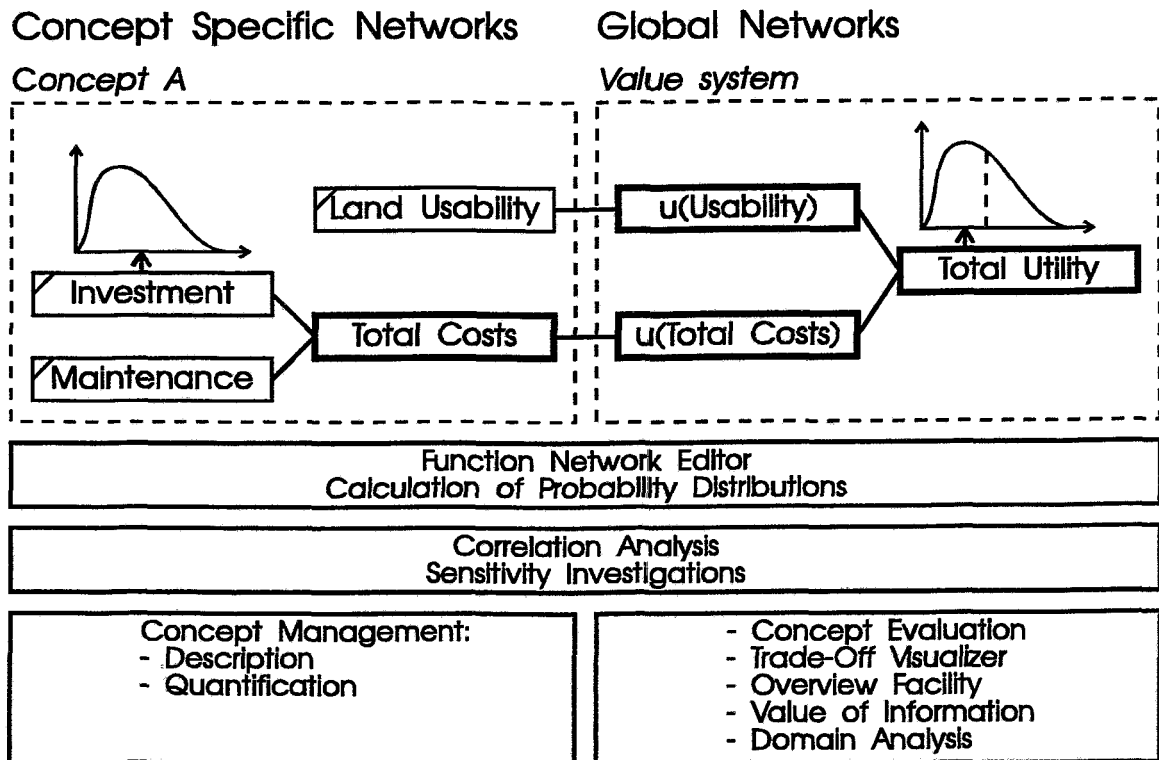 Concept Specific Networks
Global Networks
Concept A
Value system
Land Usability
u(Usability)
Total Utility
Investment
Total Costs
u(Total Costs)
Maintenance
Function Network Editor
Calculation of Probability Distributions
Correlation Analysis
Sensitivity Investigations
Concept Management:
- Description
- Quantification
- Concept Evaluation
- Trade-Off Visualizer
- Overview Facility
- Value of Information
- Domain Analysis